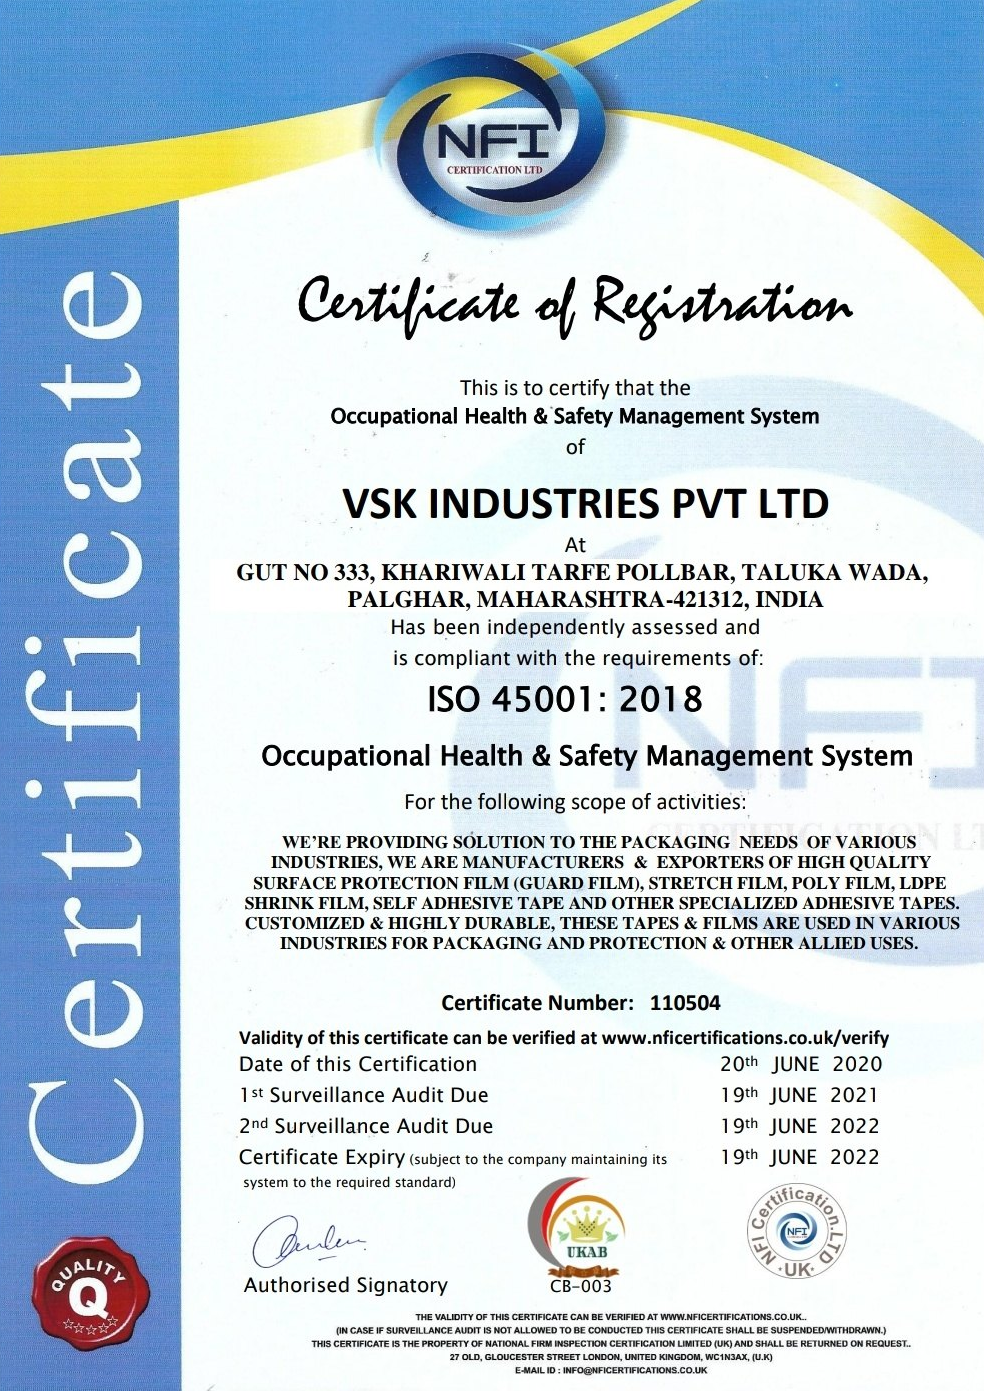 NFI
CERTIFICATION LTD
Certificate
Certificate of Registration
This is to certify that the
Occupational Health & Safety Management System
of
VSK INDUSTRIES PVT LTD
At
GUT NO 333, KHARIWALI TARFE POLLBAR, TALUKA WADA,
PALGHAR, MAHARASHTRA-421312, INDIA
Has been independently assessed and
is compliant with the requirements of:
ISO 45001: 2018
Occupational Health & Safety Management System
For the following scope of activities:
NFI
CERTIFICATION LT
WE'RE PROVIDING SOLUTION TO THE PACKAGING NEEDS OF VARIOUS
INDUSTRIES, WE ARE MANUFACTURERS & EXPORTERS OF HIGH QUALITY
SURFACE PROTECTION FILM (GUARD FILM), STRETCH FILM, POLY FILM, LDPE
SHRINK FILM, SELF ADHESIVE TAPE AND OTHER SPECIALIZED ADHESIVE TAPES.
CUSTOMIZED & HIGHLY DURABLE, THESE TAPES & FILMS ARE USED IN VARIOUS
INDUSTRIES FOR PACKAGING AND PROTECTION & OTHER ALLIED USES.
Certificate Number: 110504
Validity of this certificate can be verified at www.nficertifications.co.uk/verify
Date of this Certification 20th JUNE 2020
1st Surveillance Audit Due 19th JUNE 2021
2nd Surveillance Audit Due 19th JUNE 2022
Certificate Expiry (subject to the company maintaining its 19th JUNE 2022
system to the required standard)
Authorised Signatory
UKAB
CB-003
NFI Certification LTD
NFI
UK
QUALITY
Q
THE VALIDITY OF THIS CERTIFICATE CAN BE VERIFIED AT WWW.NFICERTIFICATIONS.CO.UK..
(IN CASE IF SURVEILLANCE AUDIT IS NOT ALLOWED TO BE CONDUCTED THIS CERTIFICATE SHALL BE SUSPENDED/WITHDRAWN.)
THIS CERTIFICATE IS THE PROPERTY OF NATIONAL FIRM INSPECTION CERTIFICATION LIMITED (UK) AND SHALL BE RETURNED ON REQUEST..
27 OLD, GLOUCESTER STREET LONDON, UNITED KINGDOM, WC1N3AX, (U.K)
E-MAIL ID : INFO@NFICERTIFICATIONS.CO.UK